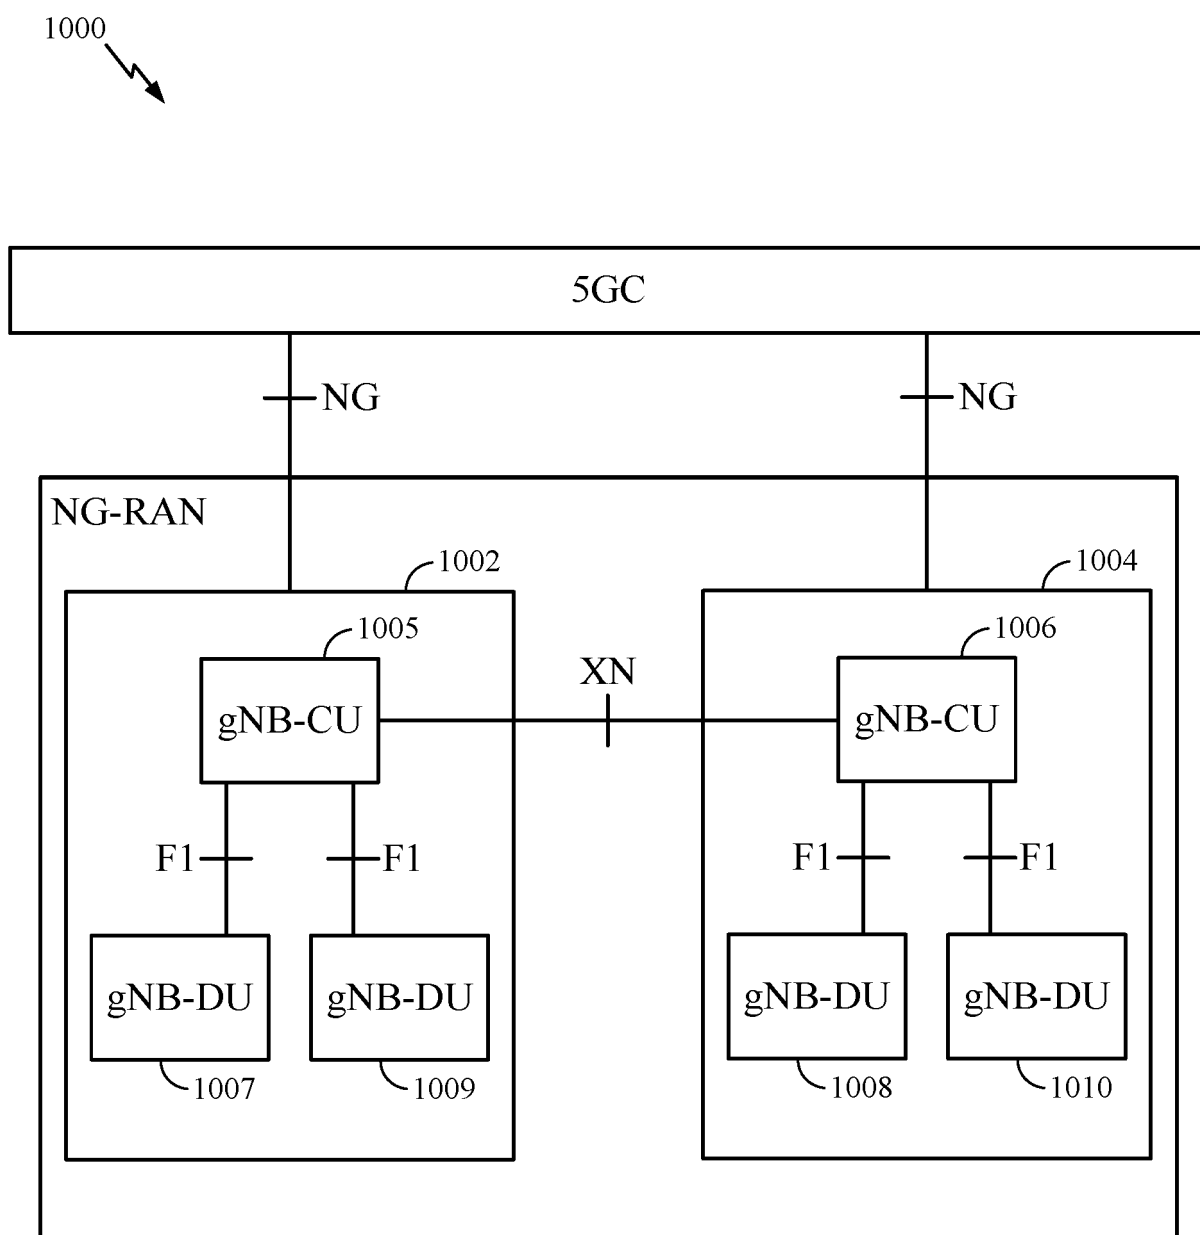 1000
5GC
NG NG
NG-RAN
1002 1004
1005 1006
XN
gNB-CU gNB-CU
F1 F1 F1 F1
gNB-DU gNB-DU gNB-DU gNB-DU
1007 1009 1008 1010